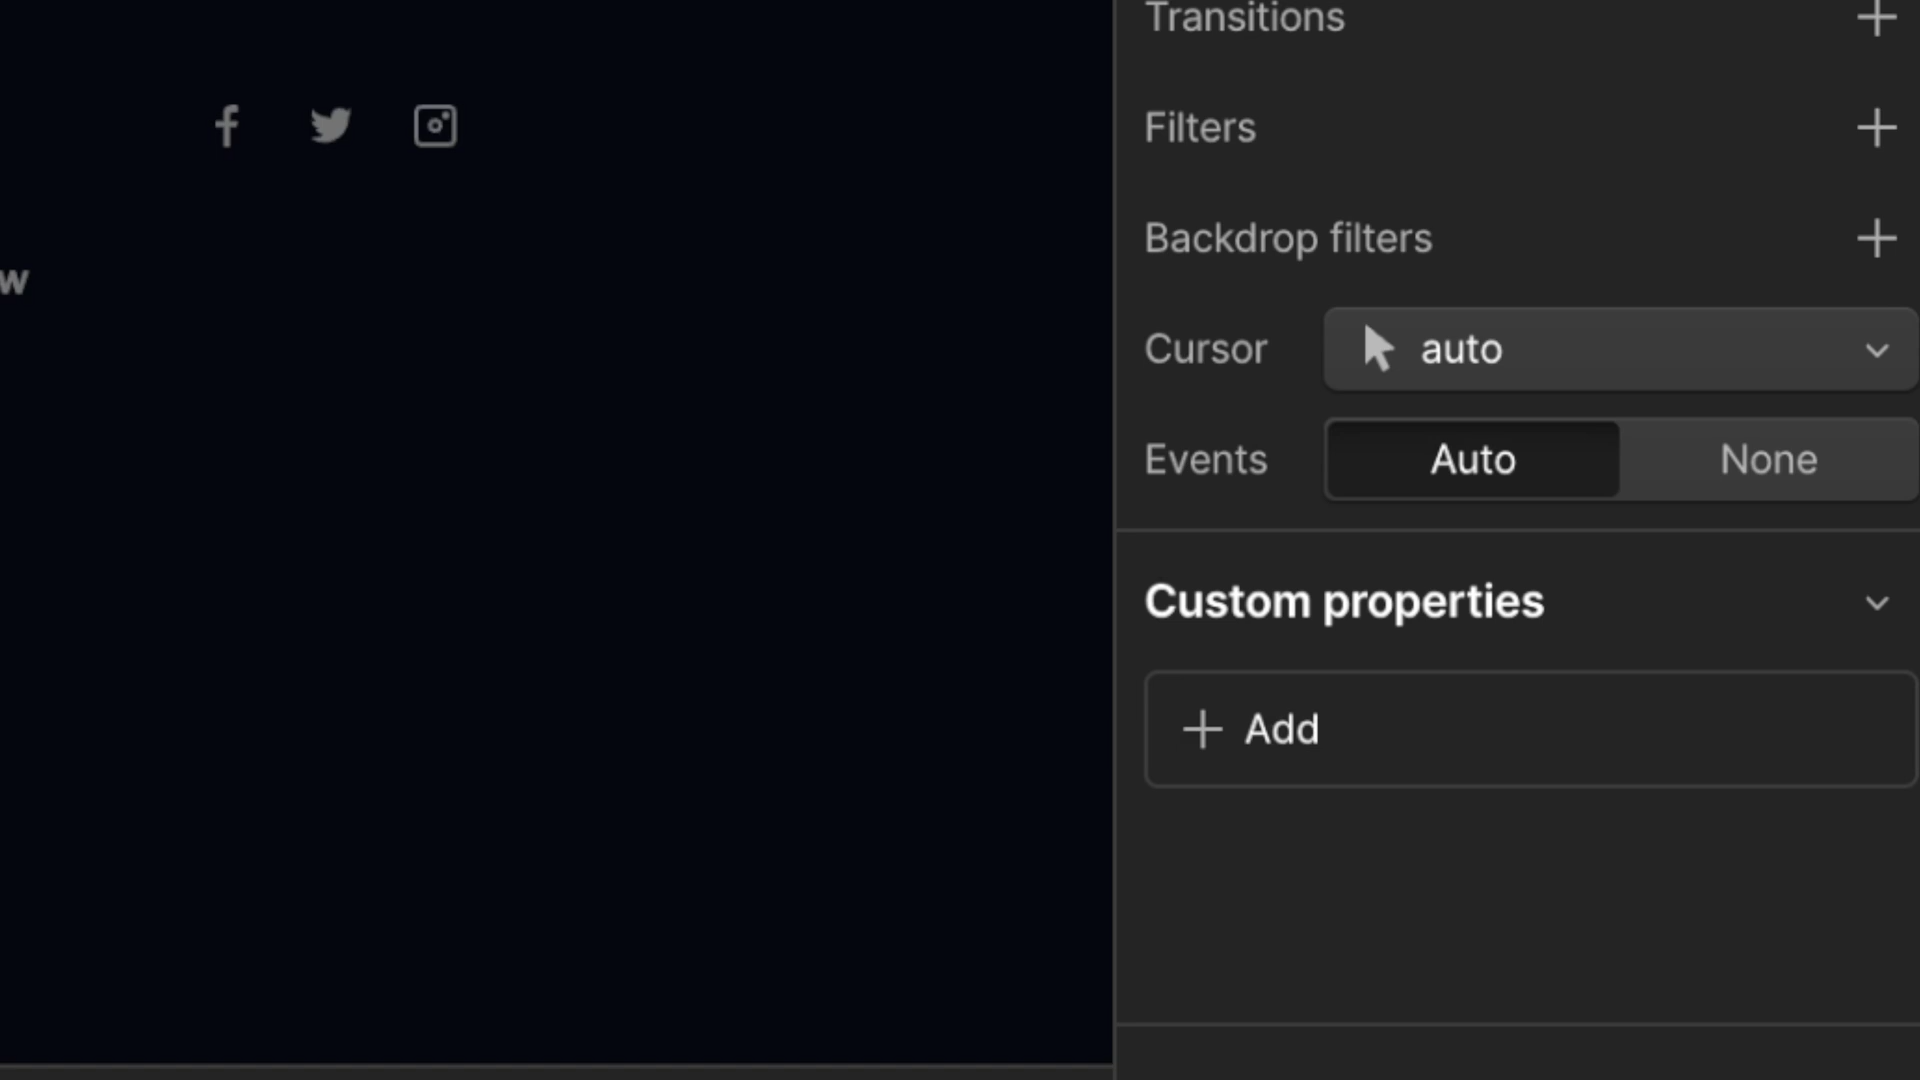 Transitions
Filters
Backdrop filters
w
Cursor auto
Events Auto None
Custom properties
Add